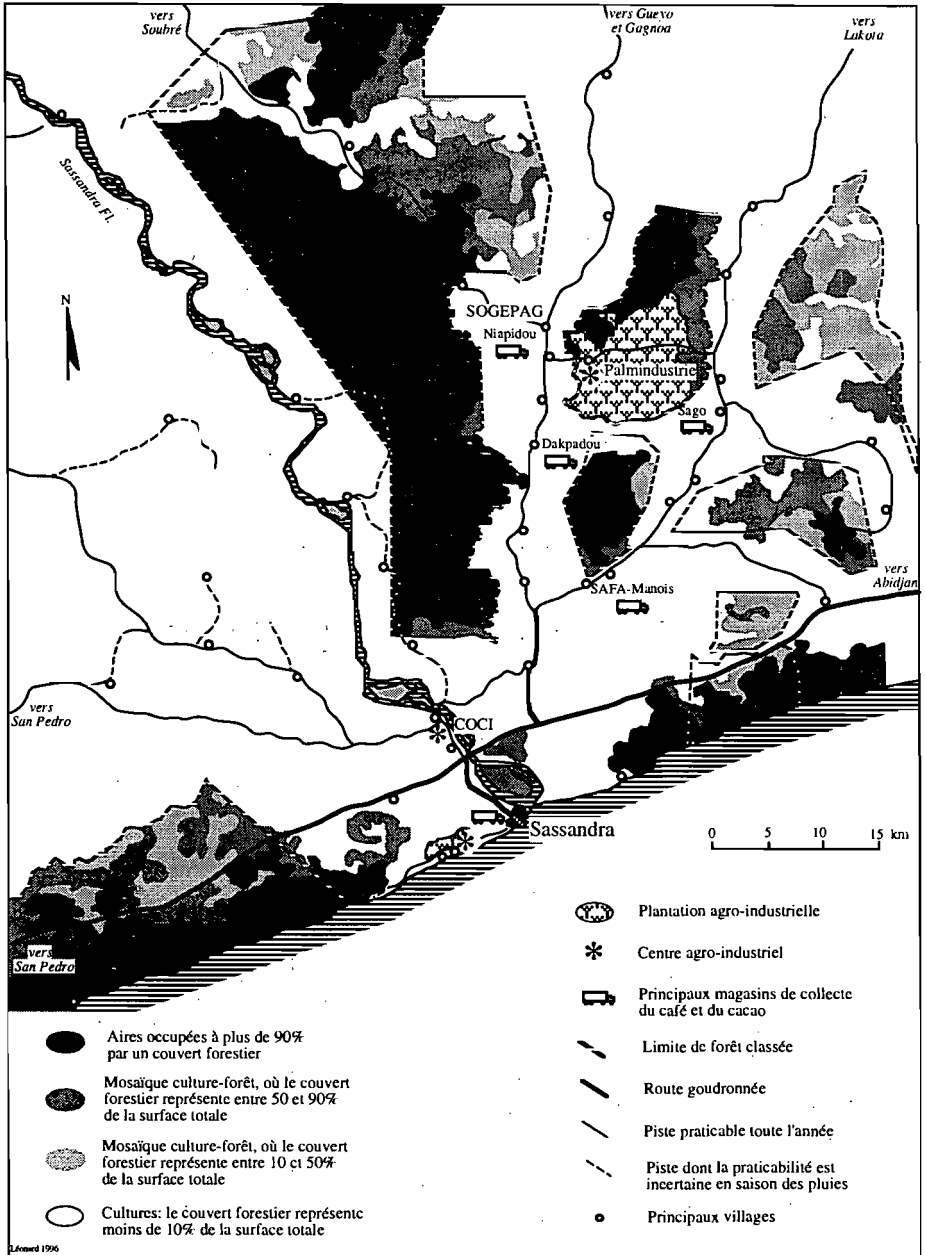 vers
Soubré
vers Gueyo
et Gagnoa
vers
Lakota
Sassandra Fl.
N
SOGEPAG
Niapidou
Palmindustrie
Sago
Dakpadou
SAFA-Manois
vers
Abidjan
vers
San Pedro
COCI
Sassandra
0 5 10 15 km
vers
San Pedro
Aires occupées à plus de 90%
par un couvert forestier
Mosaïque culture-forêt, où le couvert
forestier représente entre 50 et 90%
de la surface totale
Mosaïque culture-forêt, où le couvert
forestier représente entre 10 et 50%
de la surface totale
Cultures: le couvert forestier représente
moins de 10% de la surface totale
Plantation agro-industrielle
Centre agro-industriel
Principaux magasins de collecte
du café et du cacao
Limite de forêt classée
Route goudronnée
Piste praticable toute l'année
Piste dont la praticabilité est
incertaine en saison des pluies
Principaux villages
Léonard 1996